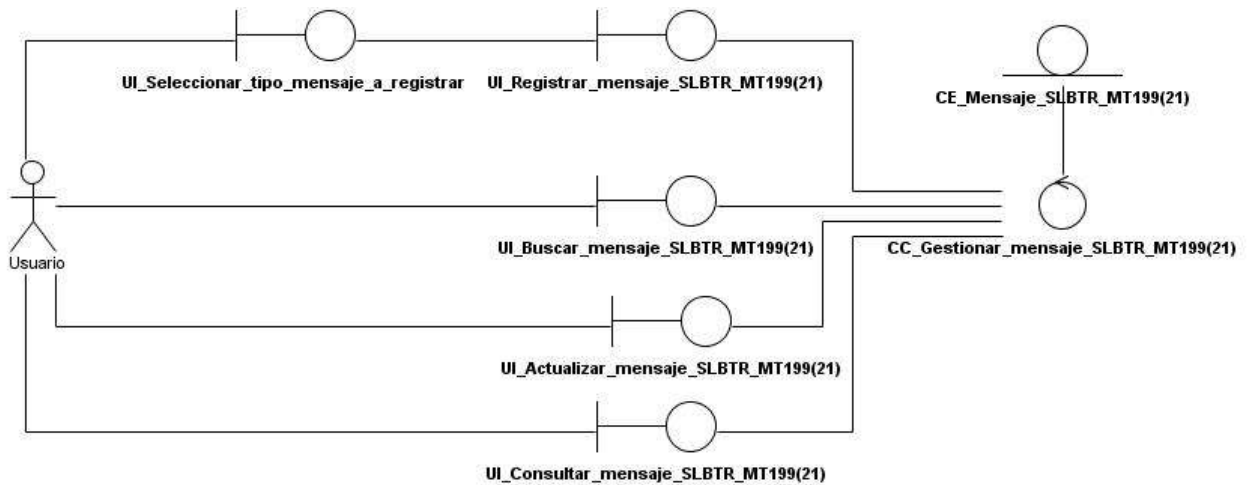 UI_Seleccionar_tipo_mensaje_a_registrar
UI_Registrar_mensaje_SLBTR_MT199(21)
CE_Mensaje_SLBTR_MT199(21)
Usuario
UI_Buscar_mensaje_SLBTR_MT199(21)
CC_Gestionar_mensaje_SLBTR_MT199(21)
UI_Actualizar_mensaje_SLBTR_MT199(21)
UI_Consultar_mensaje_SLBTR_MT199(21)